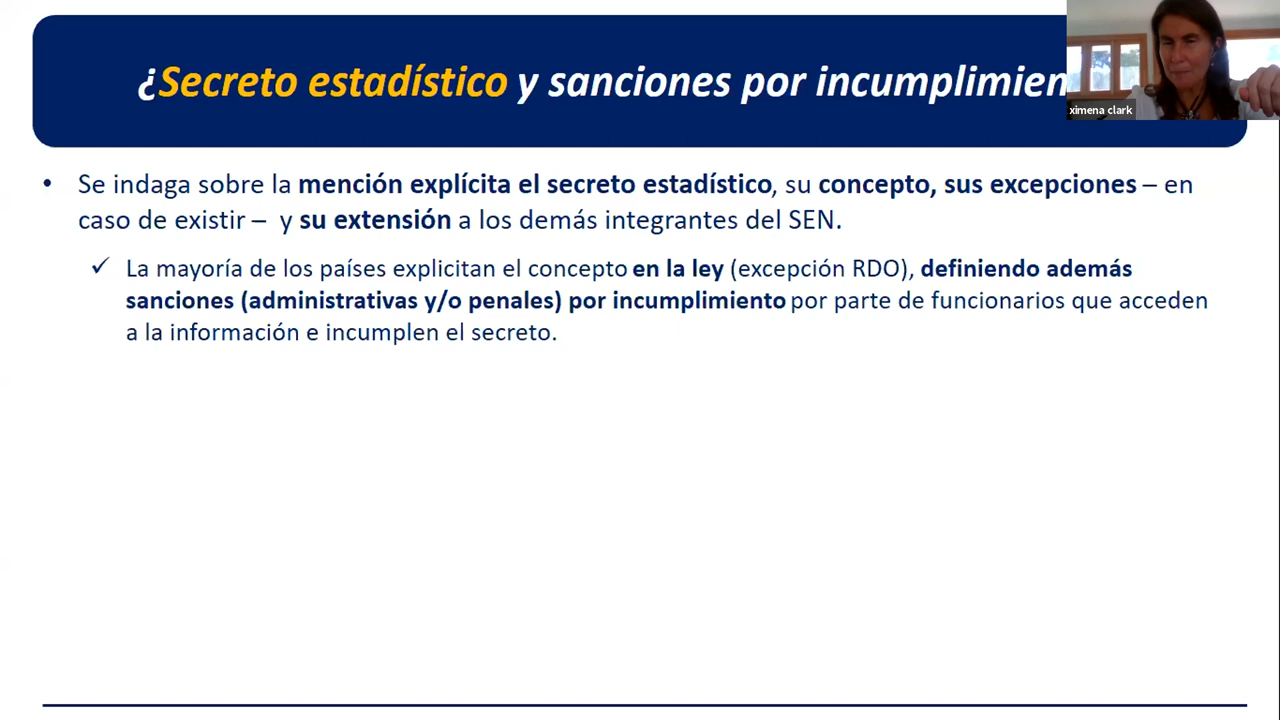 ¿Secreto estadístico y sanciones por
ximena clark
• Se indaga sobre la mención explícita el secreto estadístico, su concepto, sus excepciones – en
caso de existir – y su extensión a los demás integrantes del SEN.
✓ La mayoría de los países explicitan el concepto en la ley (excepción RDO), definiendo además
sanciones (administrativas y/o penales) por incumplimiento por parte de funcionarios que acceden
a la información e incumplen el secreto.